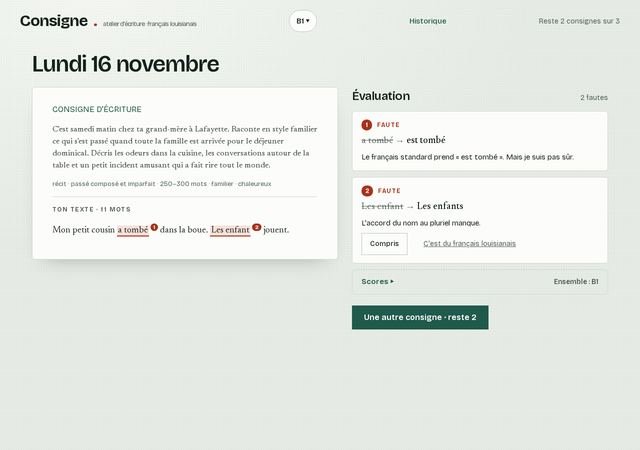 Consigne
atelier d'écriture · français louisianais
B1 ▾
Historique
Reste 2 consignes sur 3
Lundi 16 novembre
CONSIGNE D'ÉCRITURE
C'est samedi matin chez ta grand-mère à Lafayette. Raconte en style familier
ce qui s'est passé quand toute la famille est arrivée pour le déjeuner
dominical. Décris les odeurs dans la cuisine, les conversations autour de la
table et un petit incident amusant qui a fait rire tout le monde.
récit · passé composé et imparfait · 250–300 mots · familier · chaleureux
TON TEXTE · 11 MOTS
Mon petit cousin a tombé 1 dans la boue. Les enfant 2 jouent.
Évaluation
2 fautes
1 FAUTE
a tombé → est tombé
Le français standard prend « est tombé ». Mais je suis pas sûr.
2 FAUTE
Les enfant → Les enfants
L'accord du nom au pluriel manque.
Compris
C'est du français louisianais
Scores ▸
Ensemble : B1
Une autre consigne · reste 2